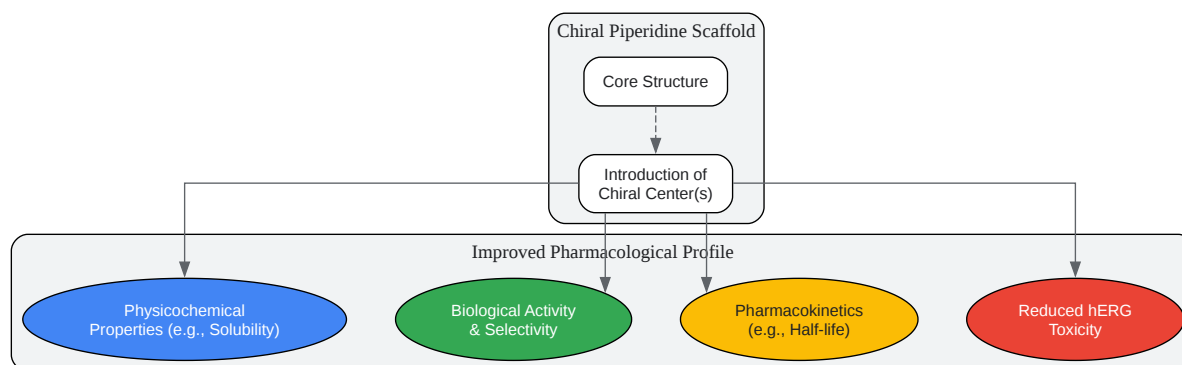 Chiral Piperidine Scaffold
Core Structure
Introduction of
Chiral Center(s)
Improved Pharmacological Profile
Physicochemical
Properties (e.g., Solubility)
Biological Activity
& Selectivity
Pharmacokinetics
(e.g., Half-life)
Reduced hERG
Toxicity